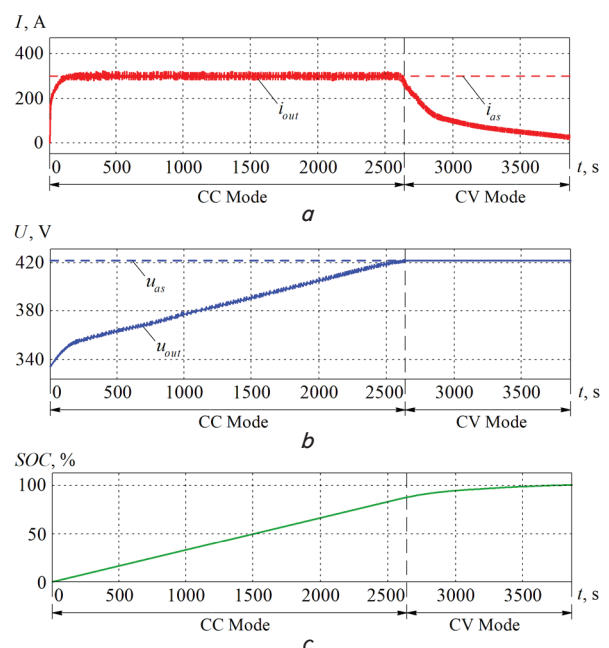 I, A
400
200
0
i_out
i_as
0 500 1000 1500 2000 2500 3000 3500 t, s
CC Mode CV Mode
a
U, V
420
380
340
u_as
u_out
0 500 1000 1500 2000 2500 3000 3500 t, s
CC Mode CV Mode
b
SOC, %
100
50
0
0 500 1000 1500 2000 2500 3000 3500 t, s
CC Mode CV Mode
c